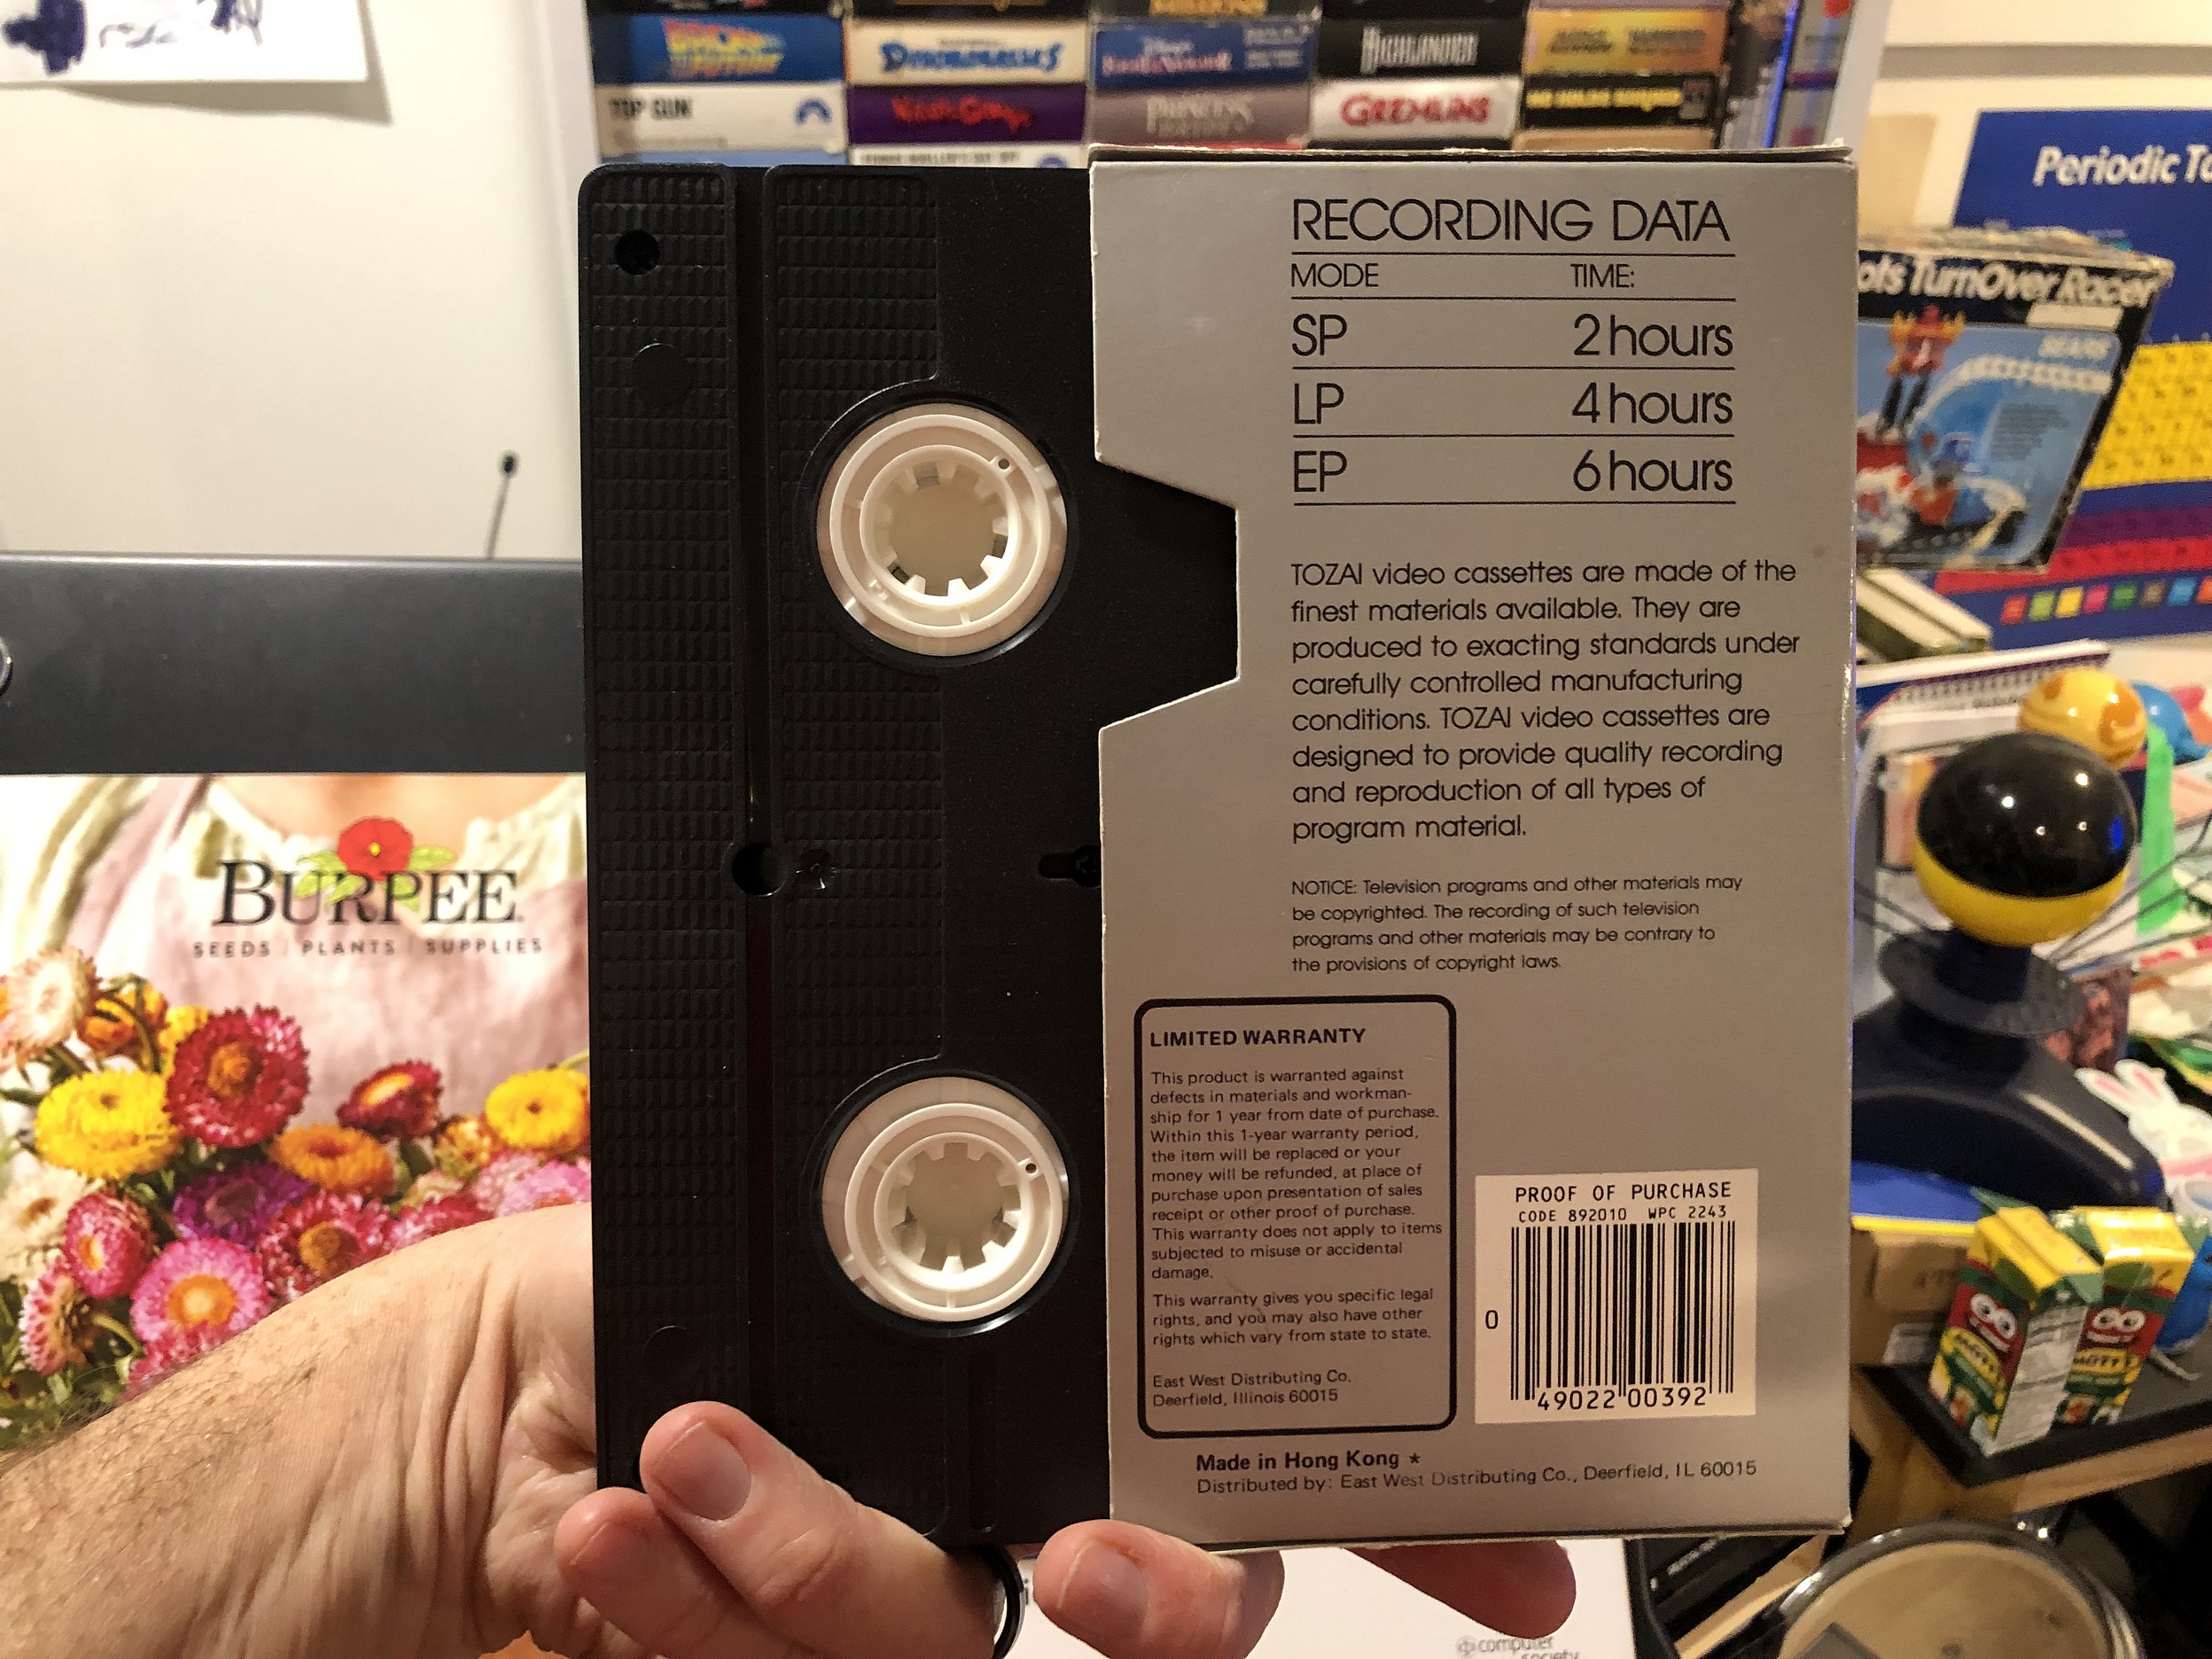 BACK TO THE FUTURE
TOP GUN
HIGHLANDER
PRINCESS
GREMLINS
Periodic Ta
ots TurnOver Racer
SEARS
RECORDING DATA
MODE TIME:
SP 2 hours
LP 4 hours
EP 6 hours
TOZAI video cassettes are made of the
finest materials available. They are
produced to exacting standards under
carefully controlled manufacturing
conditions. TOZAI video cassettes are
designed to provide quality recording
and reproduction of all types of
program material.
NOTICE: Television programs and other materials may
be copyrighted. The recording of such television
programs and other materials may be contrary to
the provisions of copyright laws.
LIMITED WARRANTY
This product is warranted against
defects in materials and workman-
ship for 1 year from date of purchase.
Within this 1-year warranty period,
the item will be replaced or your
money will be refunded, at place of
purchase upon presentation of sales
receipt or other proof of purchase.
This warranty does not apply to items
subjected to misuse or accidental
damage.
This warranty gives you specific legal
rights, and you may also have other
rights which vary from state to state.
East West Distributing Co.
Deerfield, Illinois 60015
PROOF OF PURCHASE
CODE 892010 WPC 2243
0 49022 00392
Made in Hong Kong *
Distributed by: East West Distributing Co., Deerfield, IL 60015
BURPEE
SEEDS | PLANTS | SUPPLIES
computer
society